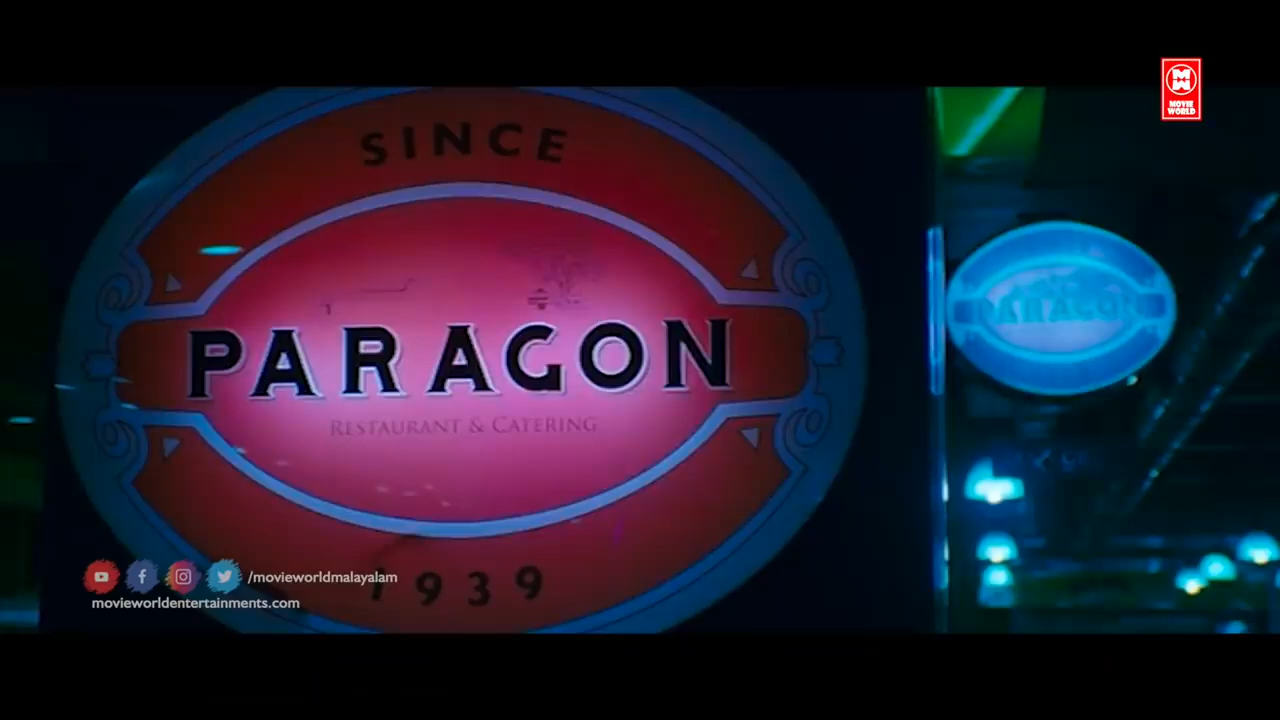 MOVIE
WORLD
SINCE
PARAGON
RESTAURANT & CATERING
1939
PARAGON
/movieworldmalayalam
movieworldentertainments.com